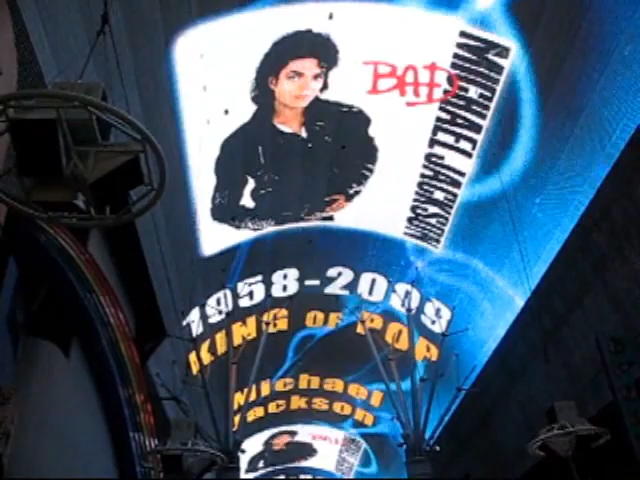 BAD
MICHAEL JACKSON
1958-2009
KING OF POP
Michael
Jackson